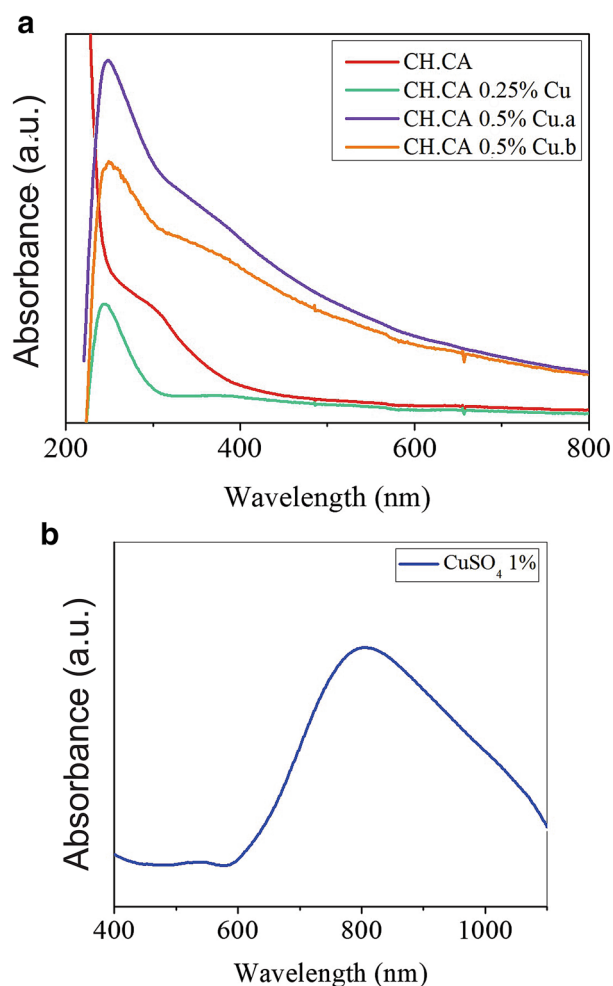 a
CH.CA
CH.CA 0.25% Cu
CH.CA 0.5% Cu.a
CH.CA 0.5% Cu.b
Absorbance (a.u.)
200 400 600 800
Wavelength (nm)
b
CuSO₄ 1%
Absorbance (a.u.)
400 600 800 1000
Wavelength (nm)